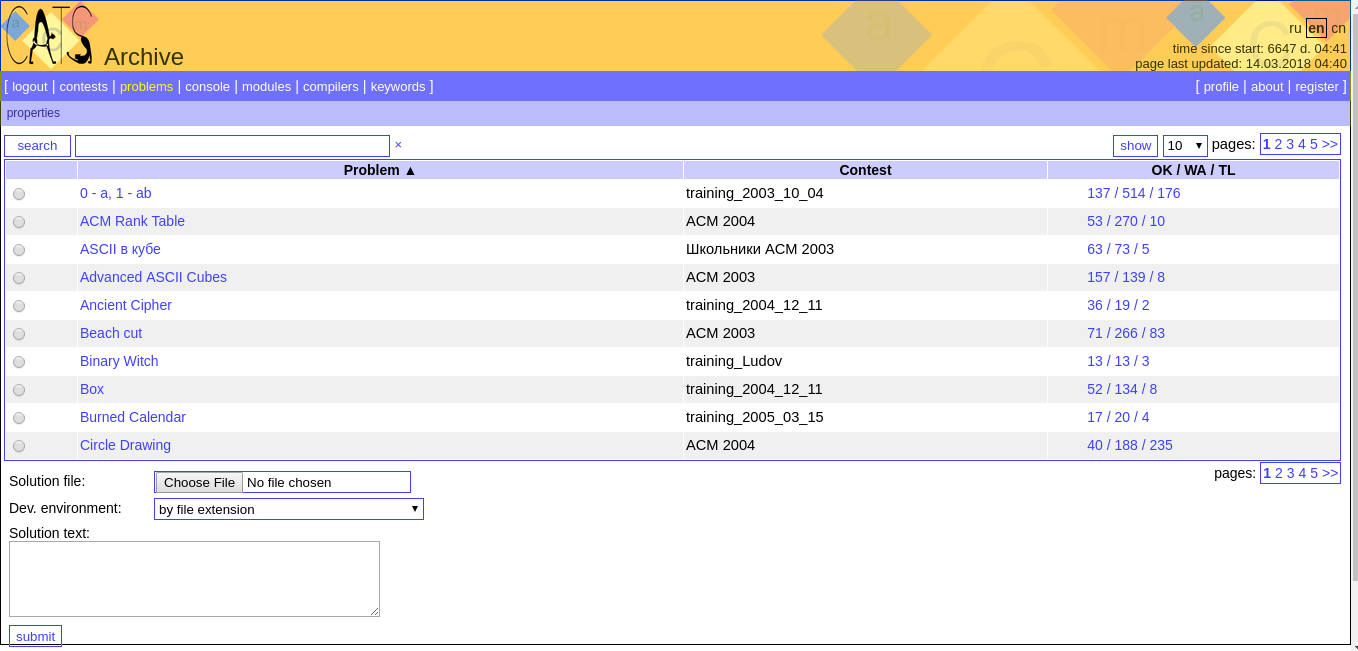 CATS
Archive
ru en cn
time since start: 6647 d. 04:41
page last updated: 14.03.2018 04:40
[ logout | contests | problems | console | modules | compilers | keywords ] [ profile | about | register ]
properties
search × show 10 pages: 1 2 3 4 5 >>
Problem ▲ Contest OK / WA / TL
0 - a, 1 - ab training_2003_10_04 137 / 514 / 176
ACM Rank Table ACM 2004 53 / 270 / 10
ASCII в кубе Школьники ACM 2003 63 / 73 / 5
Advanced ASCII Cubes ACM 2003 157 / 139 / 8
Ancient Cipher training_2004_12_11 36 / 19 / 2
Beach cut ACM 2003 71 / 266 / 83
Binary Witch training_Ludov 13 / 13 / 3
Box training_2004_12_11 52 / 134 / 8
Burned Calendar training_2005_03_15 17 / 20 / 4
Circle Drawing ACM 2004 40 / 188 / 235
pages: 1 2 3 4 5 >>
Solution file: Choose File No file chosen
Dev. environment: by file extension
Solution text:
submit